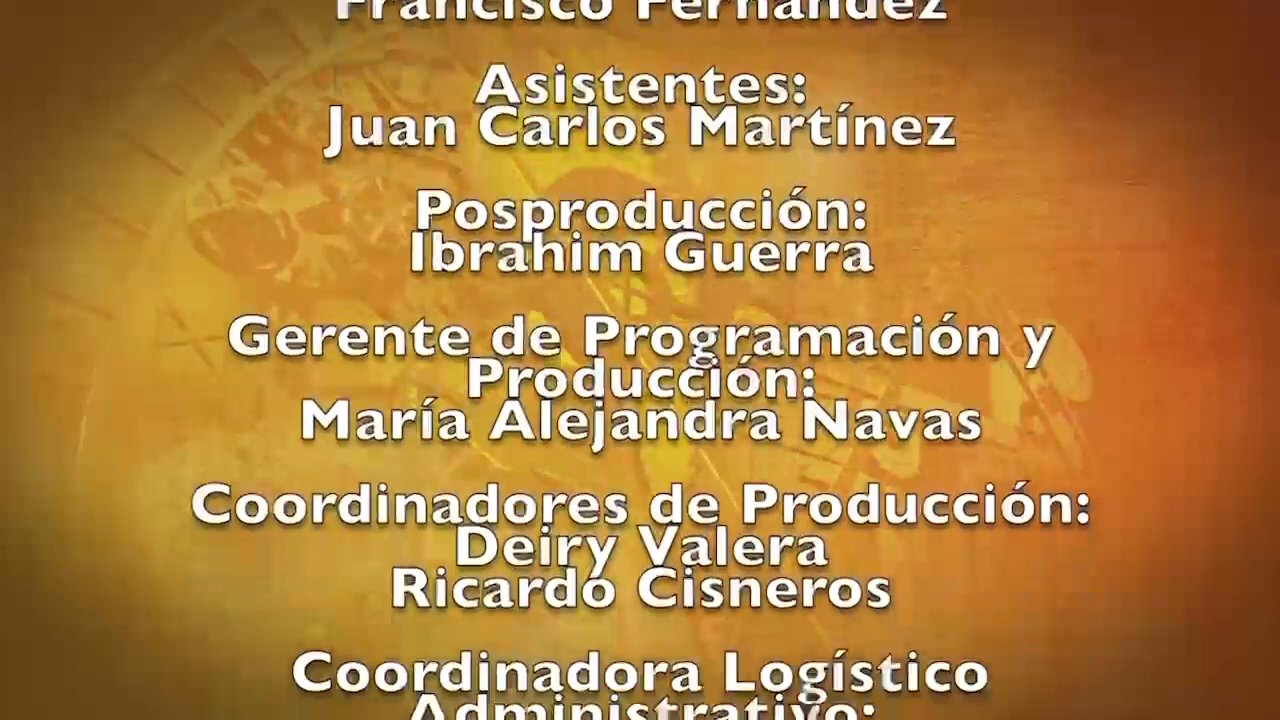 Francisco Fernández
Asistentes:
Juan Carlos Martínez
Posproducción:
Ibrahim Guerra
Gerente de Programación y
Producción:
María Alejandra Navas
Coordinadores de Producción:
Deiry Valera
Ricardo Cisneros
Coordinadora Logístico
Administrativo: